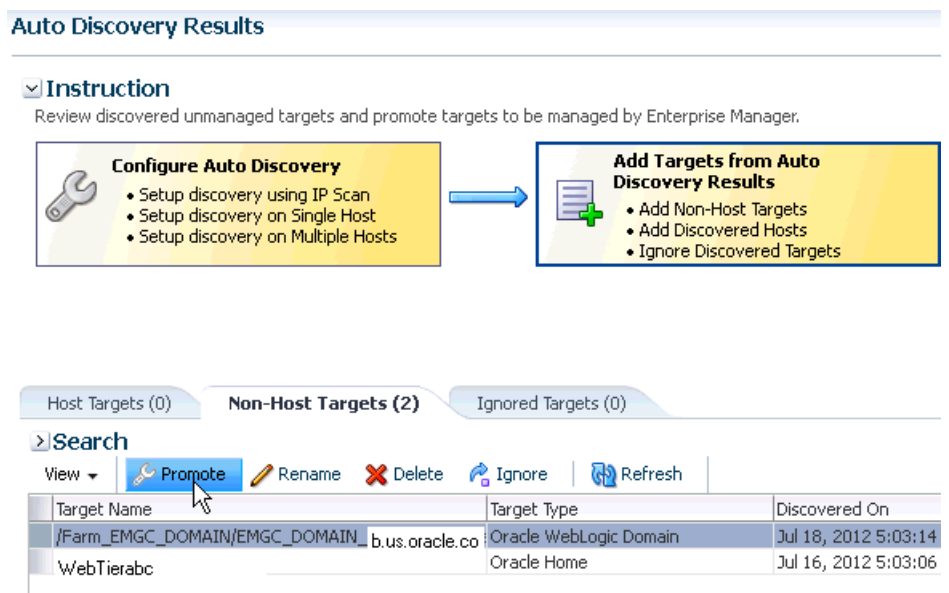 Auto Discovery Results
Instruction
Review discovered unmanaged targets and promote targets to be managed by Enterprise Manager.
Configure Auto Discovery
• Setup discovery using IP Scan
• Setup discovery on Single Host
• Setup discovery on Multiple Hosts
Add Targets from Auto
Discovery Results
• Add Non-Host Targets
• Add Discovered Hosts
• Ignore Discovered Targets
Host Targets (0) Non-Host Targets (2) Ignored Targets (0)
Search
View Promote Rename Delete Ignore Refresh
Target Name Target Type Discovered On
/Farm_EMGC_DOMAIN/EMGC_DOMAIN_ b.us.oracle.co Oracle WebLogic Domain Jul 18, 2012 5:03:14
WebTierabc Oracle Home Jul 16, 2012 5:03:06